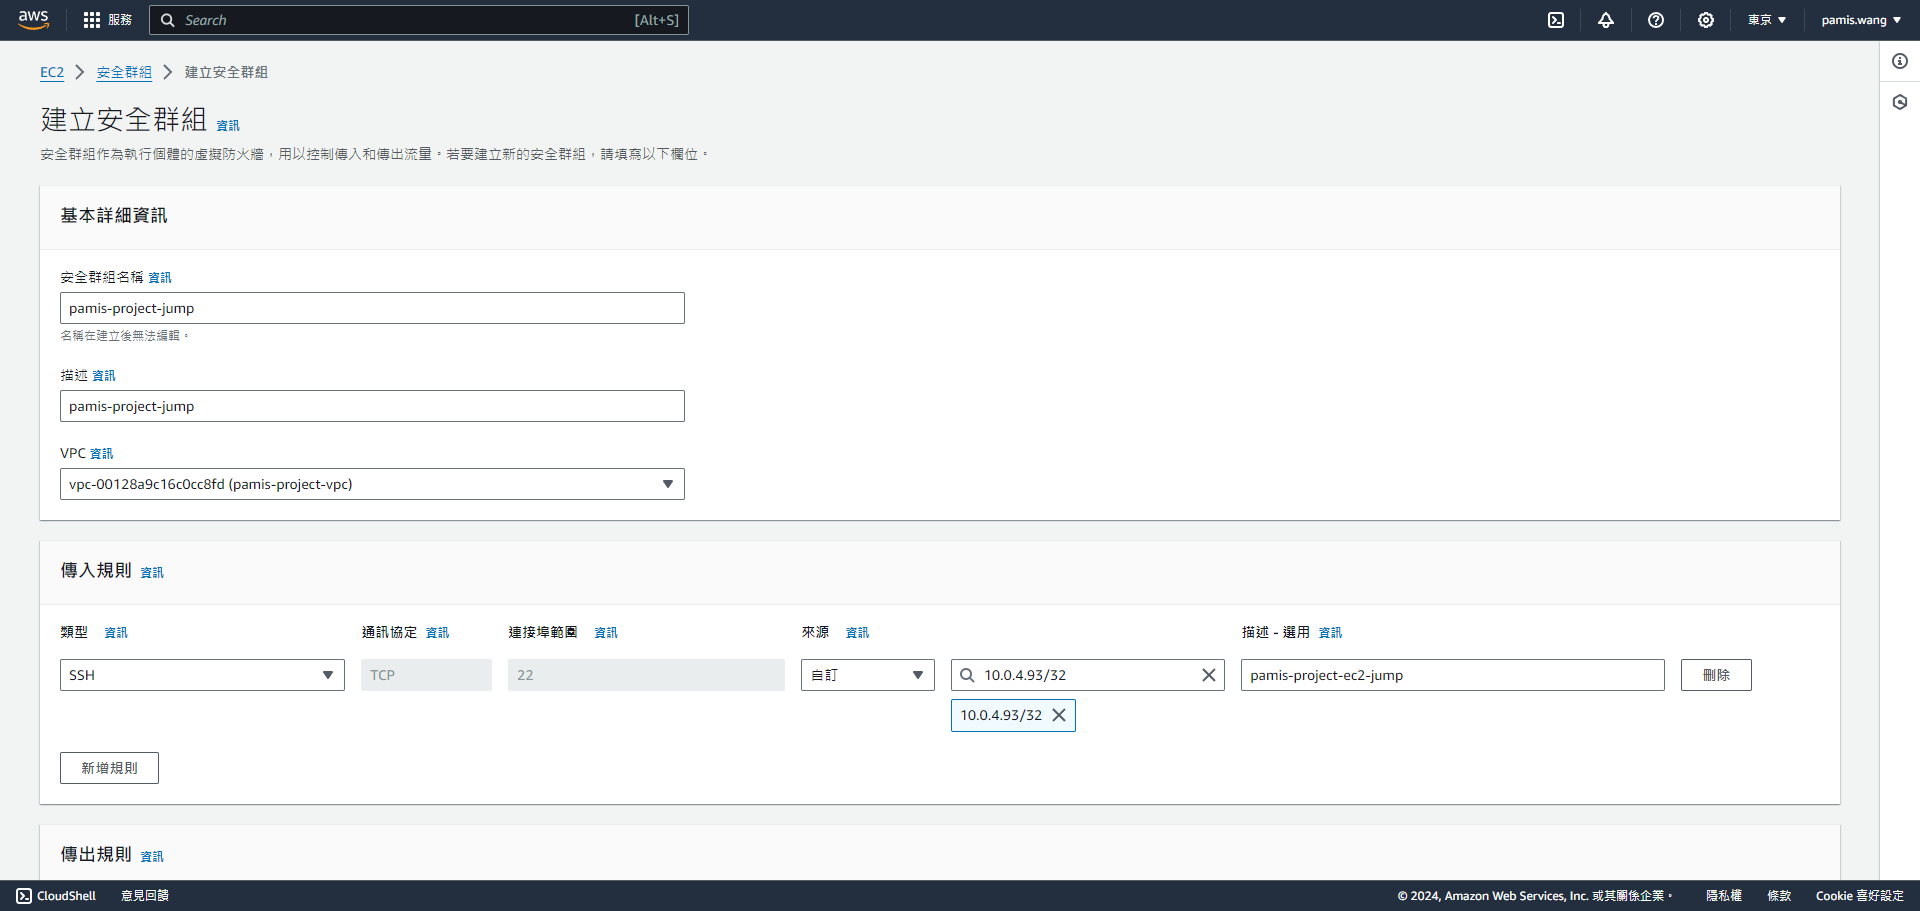 aws 服務 Search [Alt+S] 東京 pamis.wang
EC2 安全群組 建立安全群組
建立安全群組 資訊
安全群組作為執行個體的虛擬防火牆，用以控制傳入和傳出流量。若要建立新的安全群組，請填寫以下欄位。
基本詳細資訊
安全群組名稱 資訊
pamis-project-jump
名稱在建立後無法編輯。
描述 資訊
pamis-project-jump
VPC 資訊
vpc-00128a9c16c0cc8fd (pamis-project-vpc)
傳入規則 資訊
類型 資訊 通訊協定 資訊 連接埠範圍 資訊 來源 資訊 描述 - 選用 資訊
SSH TCP 22 自訂 10.0.4.93/32 pamis-project-ec2-jump 刪除
10.0.4.93/32
新增規則
傳出規則 資訊
CloudShell 意見回饋 © 2024, Amazon Web Services, Inc. 或其關係企業。 隱私權 條款 Cookie 喜好設定